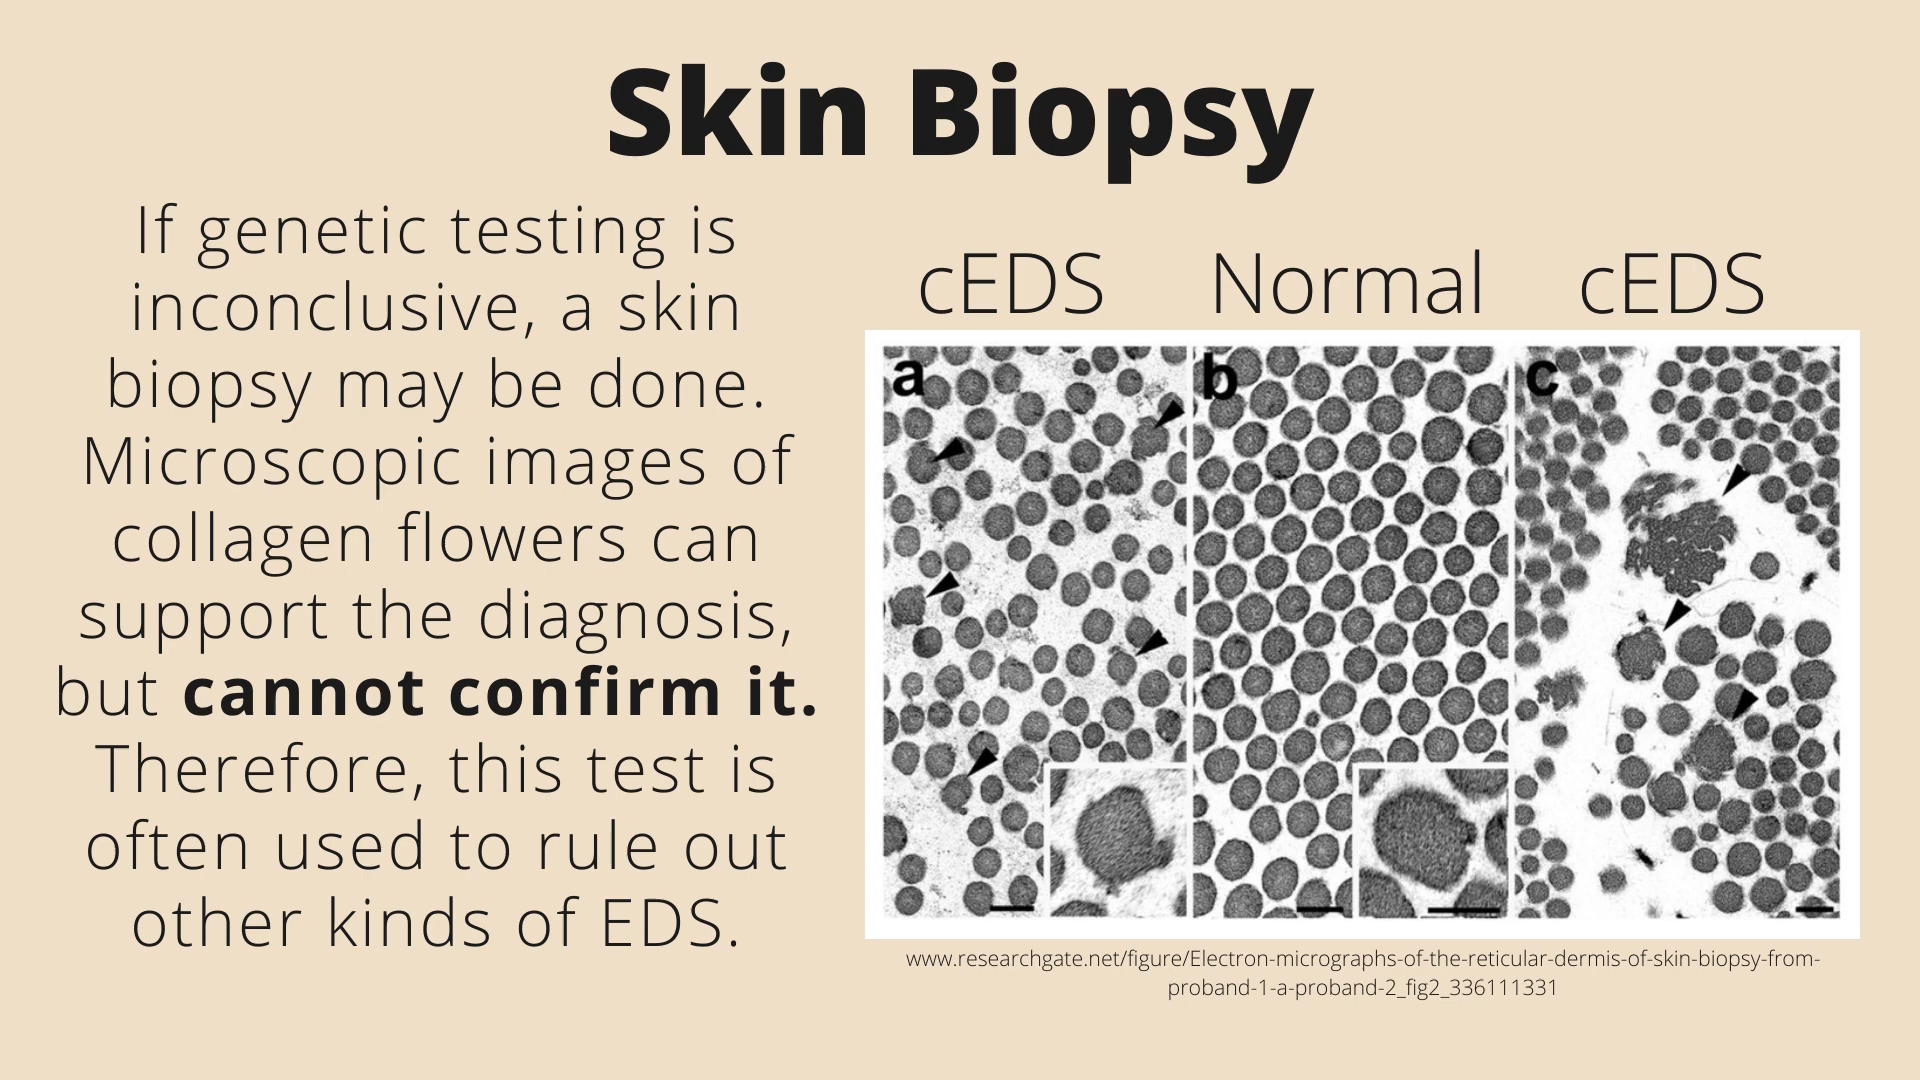 Skin Biopsy
If genetic testing is
inconclusive, a skin
biopsy may be done.
Microscopic images of
collagen flowers can
support the diagnosis,
but cannot confirm it.
Therefore, this test is
often used to rule out
other kinds of EDS.
cEDS Normal cEDS
a b c
www.researchgate.net/figure/Electron-micrographs-of-the-reticular-dermis-of-skin-biopsy-from-
proband-1-a-proband-2_fig2_336111331